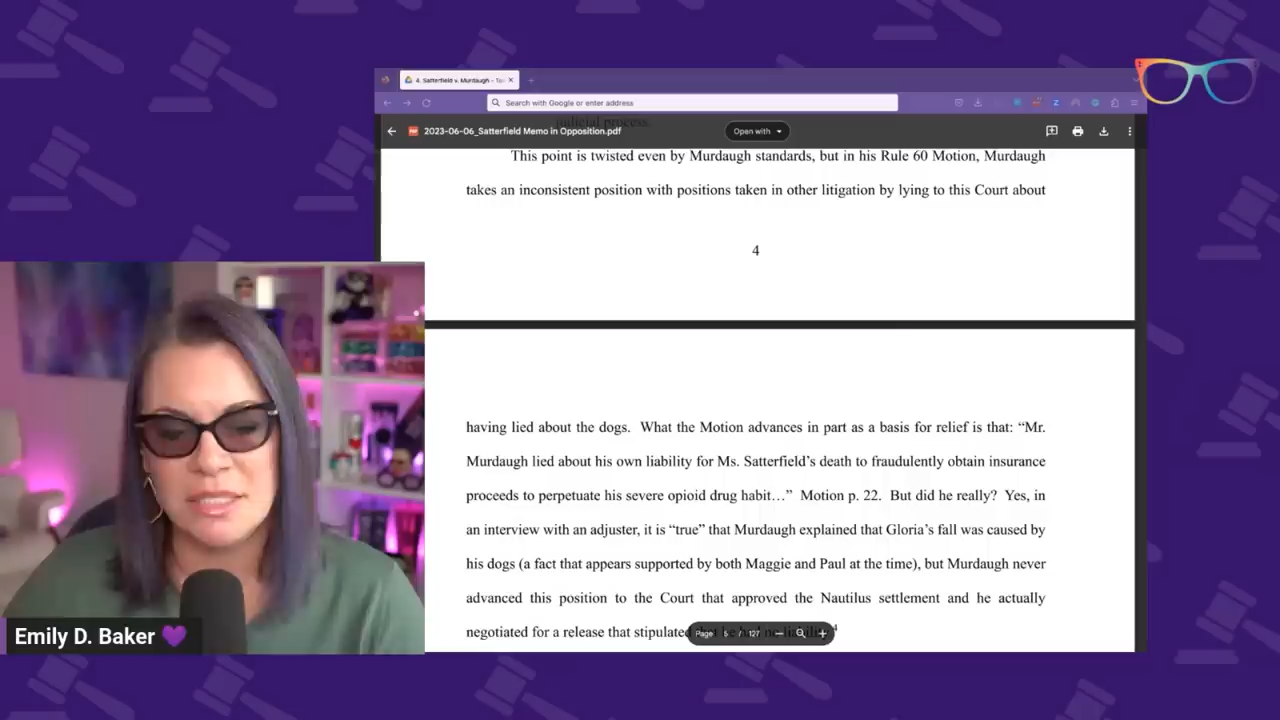 4. Satterfield v. Murdaugh -
Search with Google or enter address
judicial process.
2023-06-06_Satterfield Memo in Opposition.pdf
Open with
This point is twisted even by Murdaugh standards, but in his Rule 60 Motion, Murdaugh
takes an inconsistent position with positions taken in other litigation by lying to this Court about
4
having lied about the dogs. What the Motion advances in part as a basis for relief is that: “Mr.
Murdaugh lied about his own liability for Ms. Satterfield’s death to fraudulently obtain insurance
proceeds to perpetuate his severe opioid drug habit…” Motion p. 22. But did he really? Yes, in
an interview with an adjuster, it is “true” that Murdaugh explained that Gloria’s fall was caused by
his dogs (a fact that appears supported by both Maggie and Paul at the time), but Murdaugh never
advanced this position to the Court that approved the Nautilus settlement and he actually
negotiated for a release that stipulated
4
Page 5 / 127
Emily D. Baker 💜